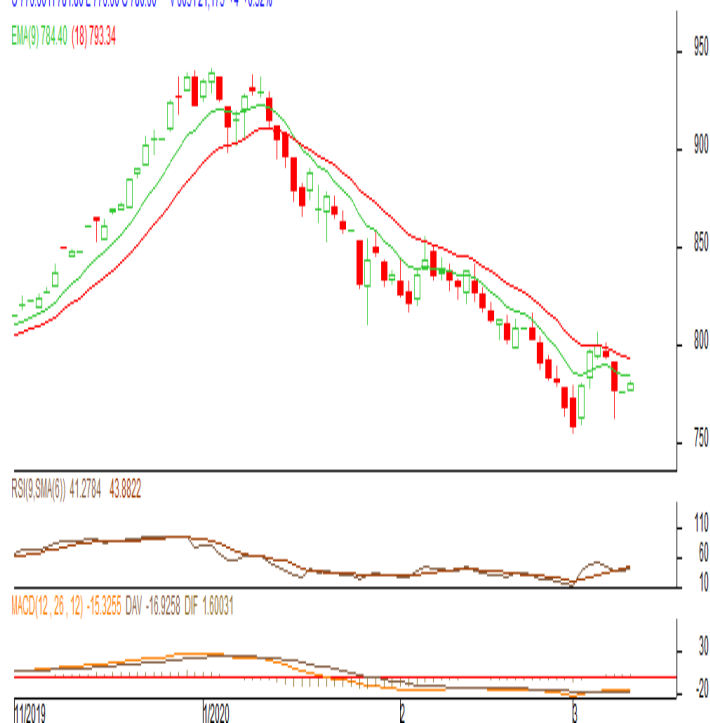 EMA(9) 784.40 (18) 793.34
950
900
850
800
750
RSI(9,SMA(6)) 41.2784 43.8822
110
60
10
MACD(12 , 26 , 12) -15.3255 DAV -16.9258 DIF 1.60031
30
-20
11/2019 1/2020 2 3